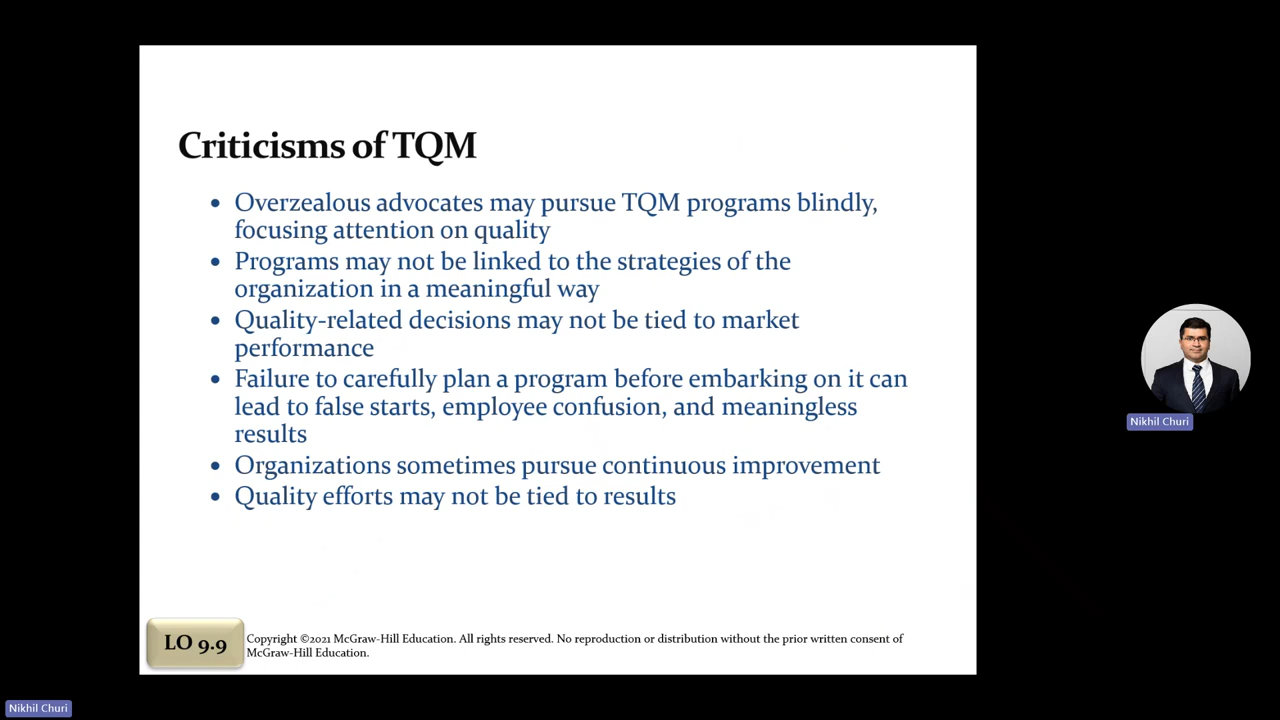 Criticisms of TQM
• Overzealous advocates may pursue TQM programs blindly,
focusing attention on quality
• Programs may not be linked to the strategies of the
organization in a meaningful way
• Quality-related decisions may not be tied to market
performance
• Failure to carefully plan a program before embarking on it can
lead to false starts, employee confusion, and meaningless
results
• Organizations sometimes pursue continuous improvement
• Quality efforts may not be tied to results
LO 9.9
Copyright ©2021 McGraw-Hill Education. All rights reserved. No reproduction or distribution without the prior written consent of
McGraw-Hill Education.
Nikhil Churi
Nikhil Churi